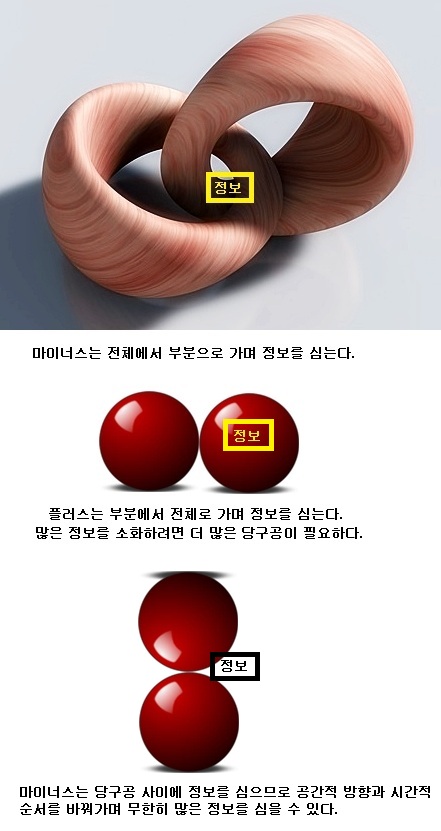 정보
마이너스는 전체에서 부분으로 가며 정보를 심는다.
정보
플러스는 부분에서 전체로 가며 정보를 심는다.
많은 정보를 소화하려면 더 많은 당구공이 필요하다.
정보
마이너스는 당구공 사이에 정보를 심으므로 공간적 방향과 시간적
순서를 바꿔가며 무한히 많은 정보를 심을 수 있다.